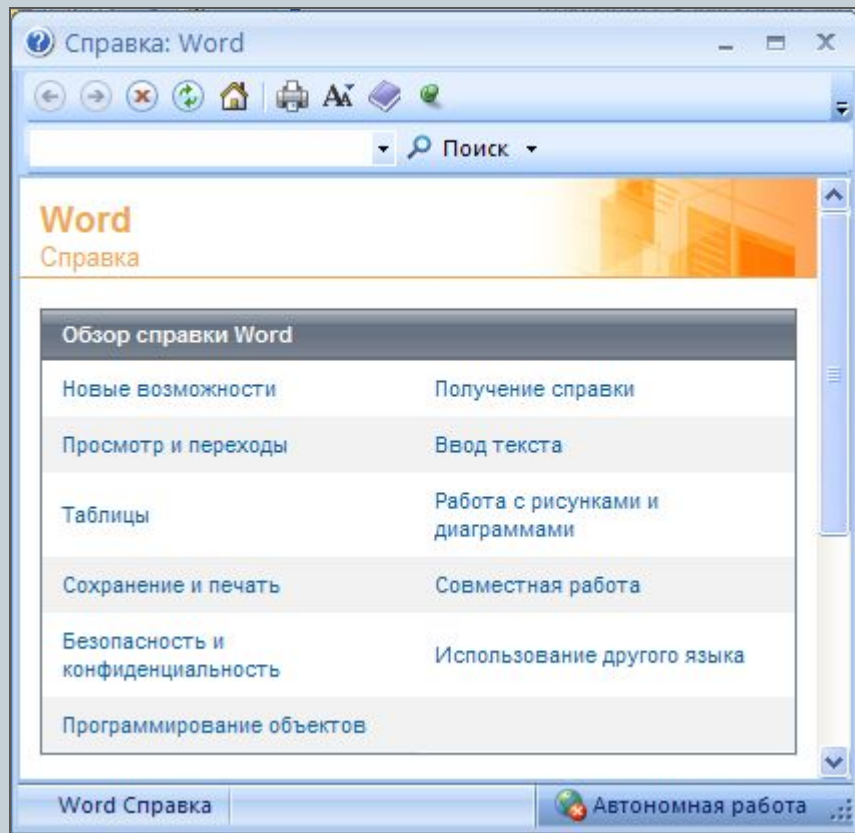 Справка: Word
Поиск
Word
Справка
Обзор справки Word
Новые возможности
Получение справки
Просмотр и переходы
Ввод текста
Таблицы
Работа с рисунками и
диаграммами
Сохранение и печать
Совместная работа
Безопасность и
конфиденциальность
Использование другого языка
Программирование объектов
Word Справка
Автономная работа